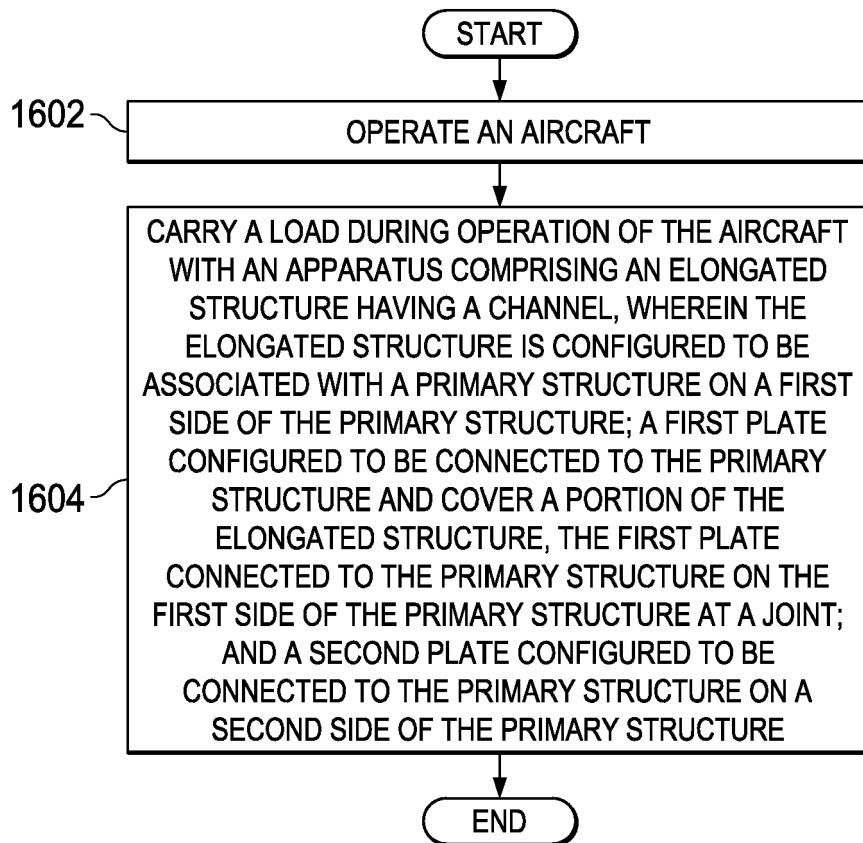 START
1602
OPERATE AN AIRCRAFT
CARRY A LOAD DURING OPERATION OF THE AIRCRAFT
WITH AN APPARATUS COMPRISING AN ELONGATED
STRUCTURE HAVING A CHANNEL, WHEREIN THE
ELONGATED STRUCTURE IS CONFIGURED TO BE
ASSOCIATED WITH A PRIMARY STRUCTURE ON A FIRST
SIDE OF THE PRIMARY STRUCTURE; A FIRST PLATE
CONFIGURED TO BE CONNECTED TO THE PRIMARY
1604
STRUCTURE AND COVER A PORTION OF THE
ELONGATED STRUCTURE, THE FIRST PLATE
CONNECTED TO THE PRIMARY STRUCTURE ON THE
FIRST SIDE OF THE PRIMARY STRUCTURE AT A JOINT;
AND A SECOND PLATE CONFIGURED TO BE
CONNECTED TO THE PRIMARY STRUCTURE ON A
SECOND SIDE OF THE PRIMARY STRUCTURE
END